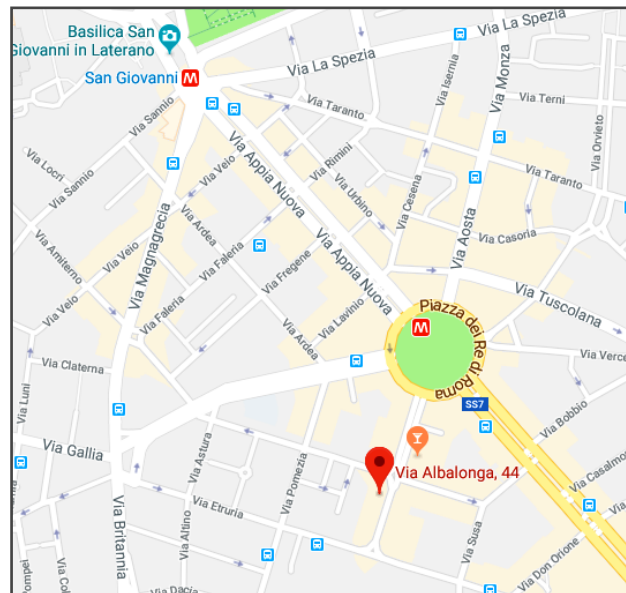 Basilica San
Giovanni in Laterano
San Giovanni
M
Via La Spezia
Via La Spezia
Via Isernia
Via Monza
Via Terni
Via Orvieto
Via Sannio
Via Taranto
Via Taranto
Via Locri
Via Sannio
Via Veio
Via Appia Nuova
Via Rimini
Via Urbino
Via Cesena
Via Aosta
Via Casoria
Via Amiterno
Via Veio
Via Magnagrecia
Via Ardea
Via Faleria
Via Fregene
Via Appia Nuova
Via Tuscolana
Via Veio
Via Faleria
Via Lavinio
Piazza dei Re di Roma
M
Via Ardea
Via Claterna
Via Luni
Via Verce
SS7
Via Bobbio
Via Gallia
Via Astura
Via Pomezia
Via Albalonga, 44
Via Casalmo
Via Etruria
Via Altino
Via Britannia
Via Susa
Via Don Orione
Pompei
Via Col
Via Dacia